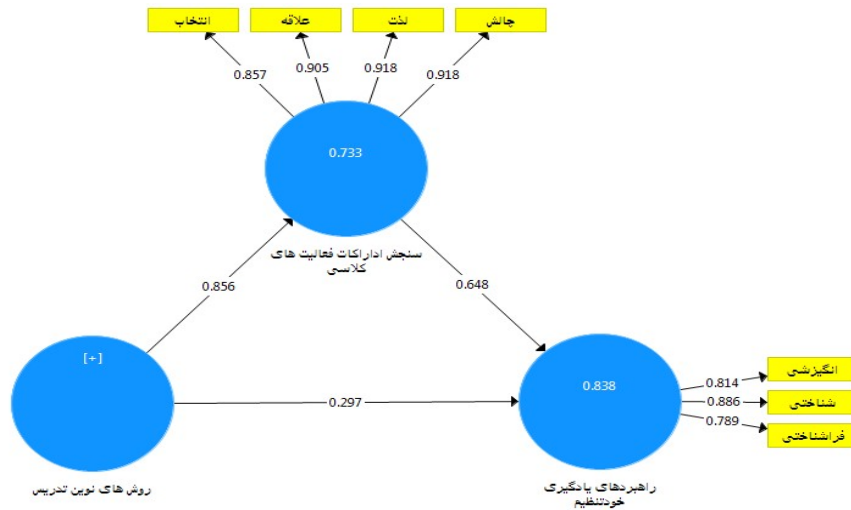 انتخاب
علاقه
لذت
چالش
0.857
0.905
0.918
0.918
0.733
سنجش اداراکات فعالیت های
کلاسی
0.856
0.648
[+]
0.297
0.838
0.814
0.886
0.789
انگیزشی
شناختی
فراشناختی
روش های نوین تدریس
راهبردهای یادگیری
خودتنظیم